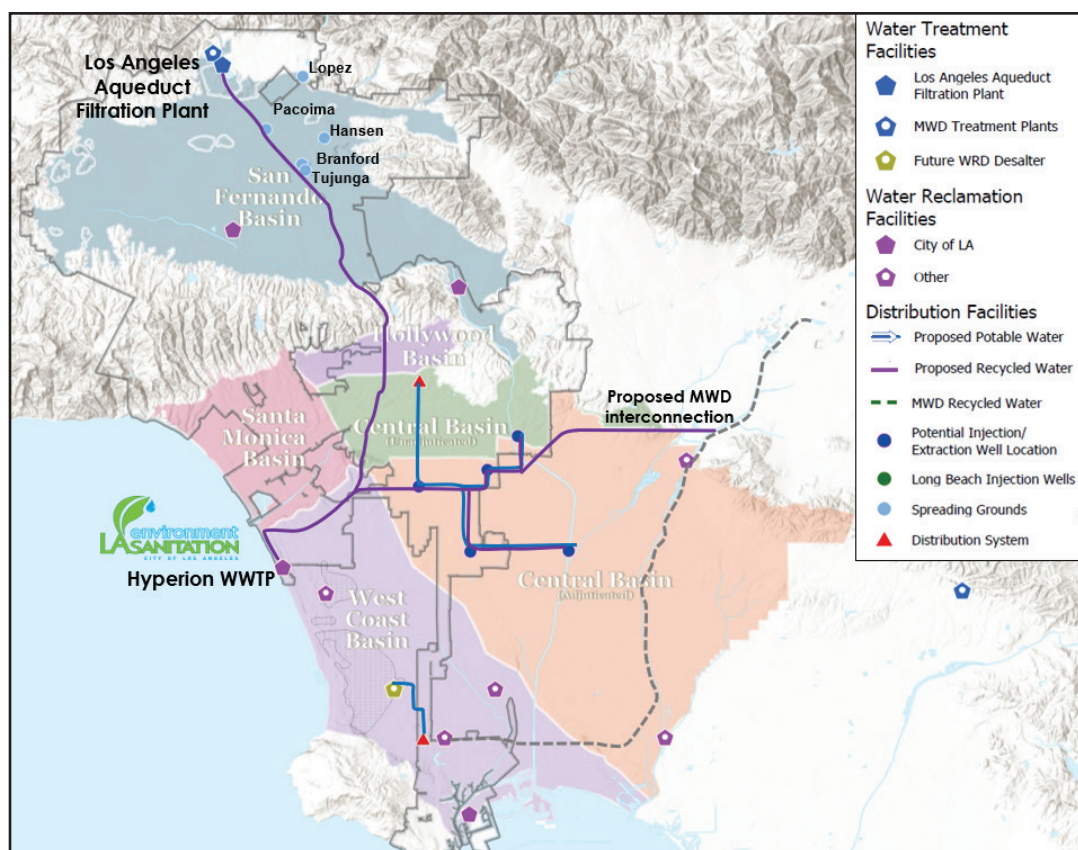 Los Angeles
Aqueduct
Filtration Plant
Lopez
Pacoima
Hansen
Branford
Tujunga
San
Fernando
Basin
Hollywood
Basin
Santa
Monica
Basin
Central Basin
(Unadjudicated)
Proposed MWD
interconnection
environment
LA SANITATION
CITY OF LOS ANGELES
Hyperion WWTP
West
Coast
Basin
Central Basin
(Adjudicated)
Water Treatment
Facilities
Los Angeles Aqueduct
Filtration Plant
MWD Treatment Plants
Future WRD Desalter
Water Reclamation
Facilities
City of LA
Other
Distribution Facilities
Proposed Potable Water
Proposed Recycled Water
MWD Recycled Water
Potential Injection/
Extraction Well Location
Long Beach Injection Wells
Spreading Grounds
Distribution System